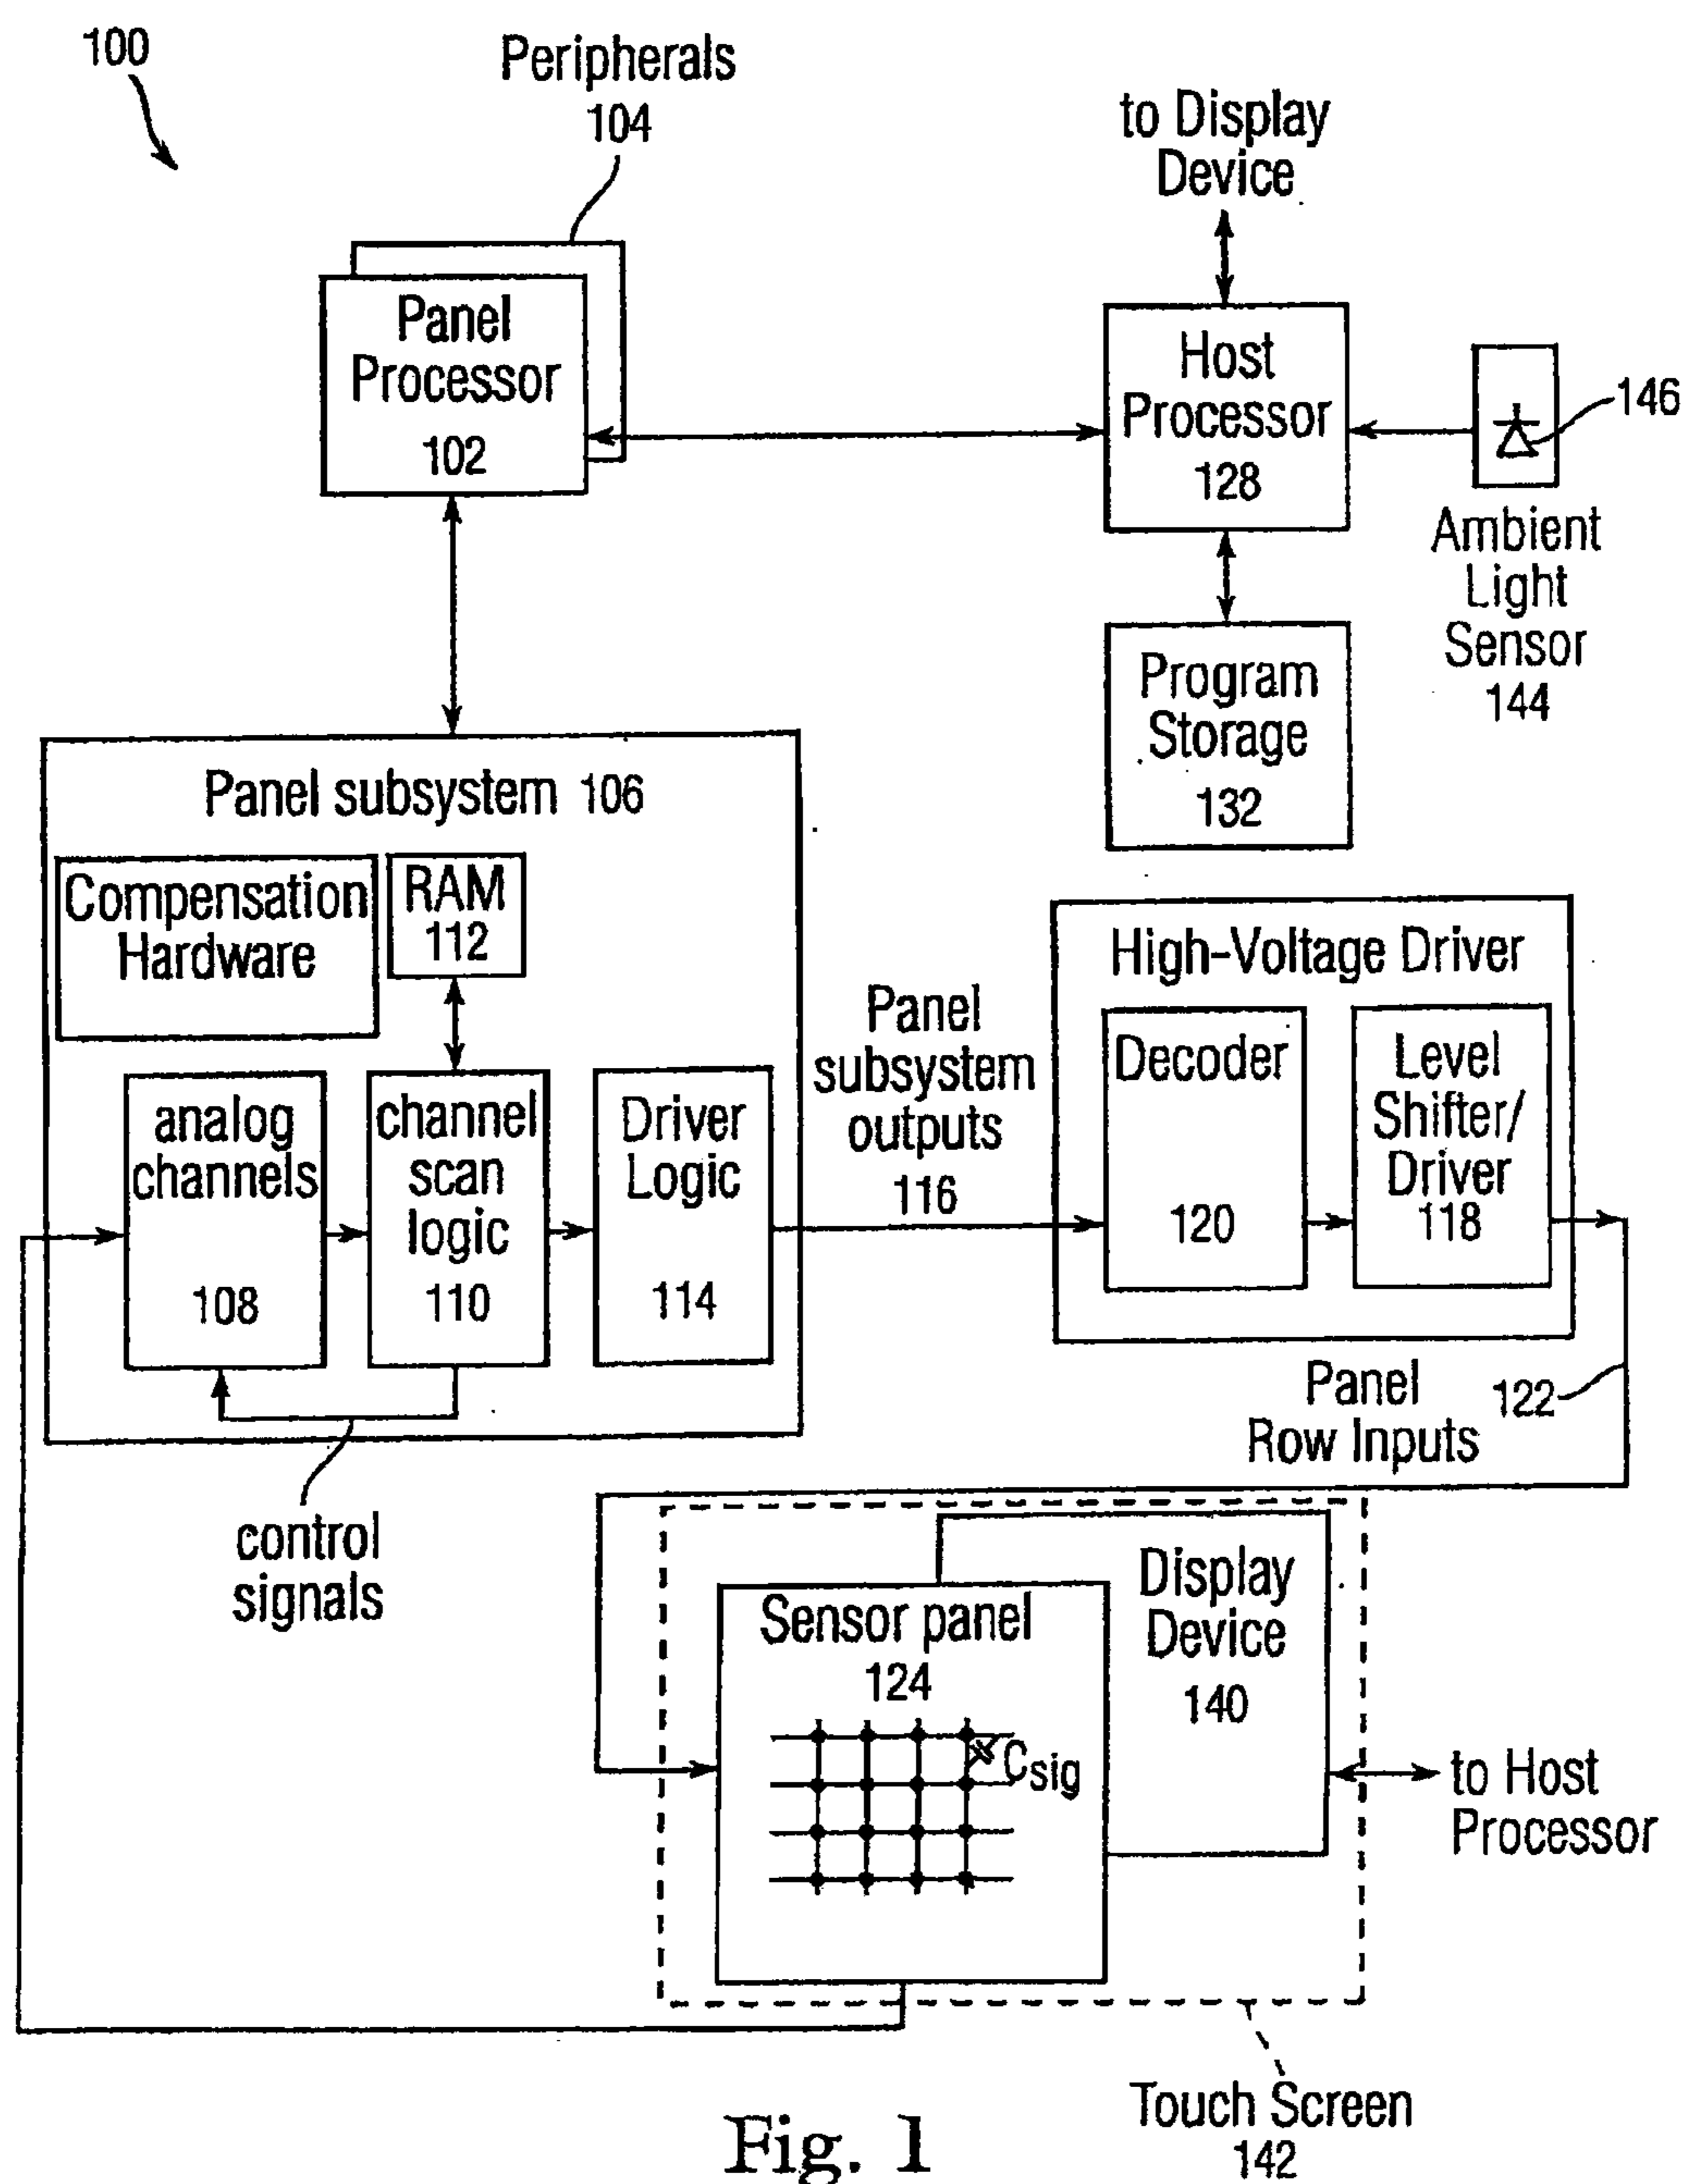 100
Peripherals
104
to Display
Device
Panel
Processor
102
Host
Processor
128
146
Ambient
Light
Sensor
144
Program
Storage
132
Panel subsystem 106
Compensation
Hardware
RAM
112
analog
channels
108
channel
scan
logic
110
Driver
Logic
114
Panel
subsystem
outputs
116
High-Voltage Driver
Decoder
120
Level
Shifter/
Driver
118
Panel
Row Inputs
122
control
signals
Sensor panel
124
Csig
Display
Device
140
to Host
Processor
Touch Screen
142
Fig. 1